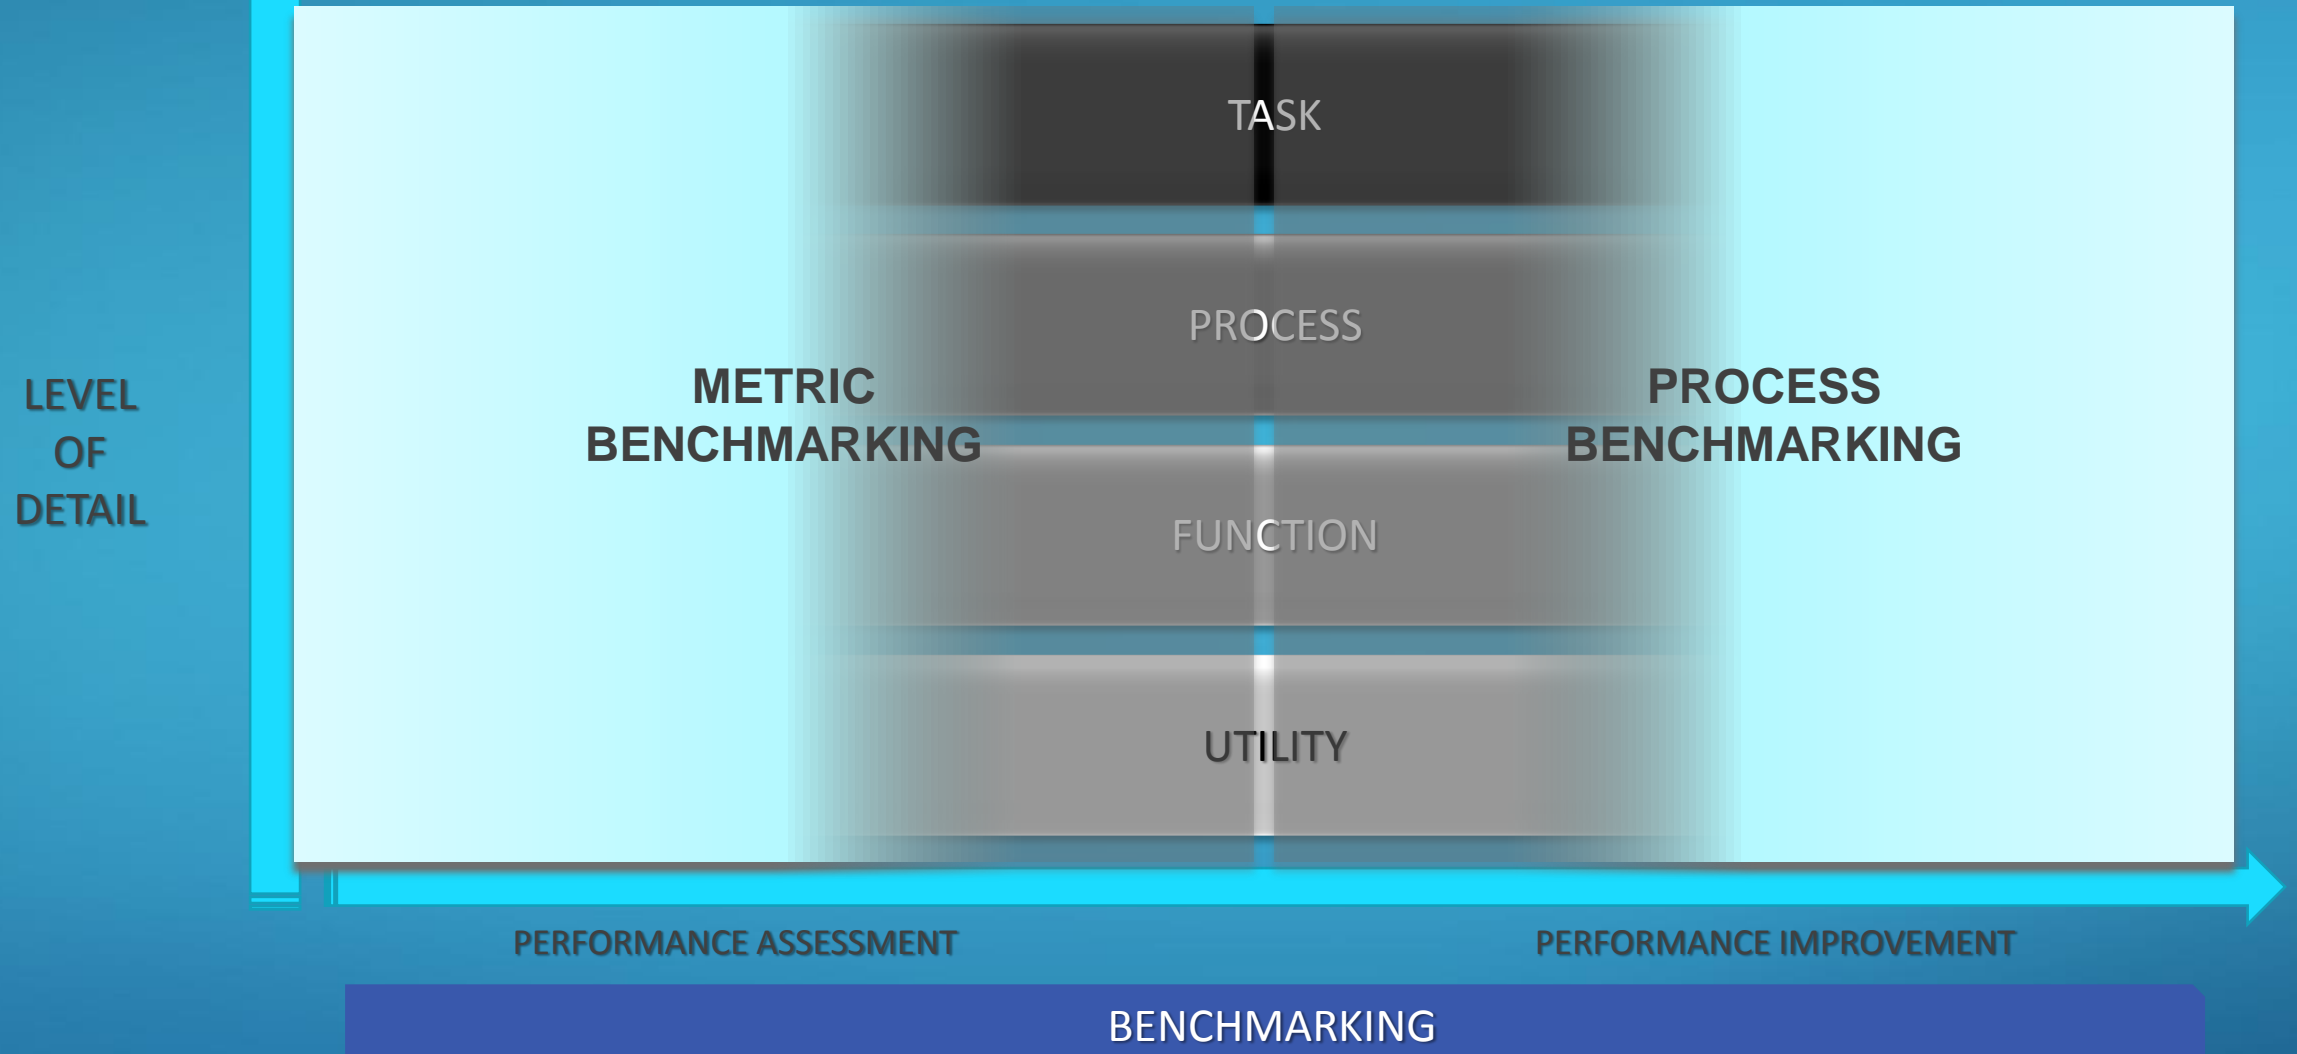 TASK
PROCESS
METRIC
BENCHMARKING
PROCESS
BENCHMARKING
LEVEL
OF
DETAIL
FUNCTION
UTILITY
PERFORMANCE ASSESSMENT
PERFORMANCE IMPROVEMENT
BENCHMARKING